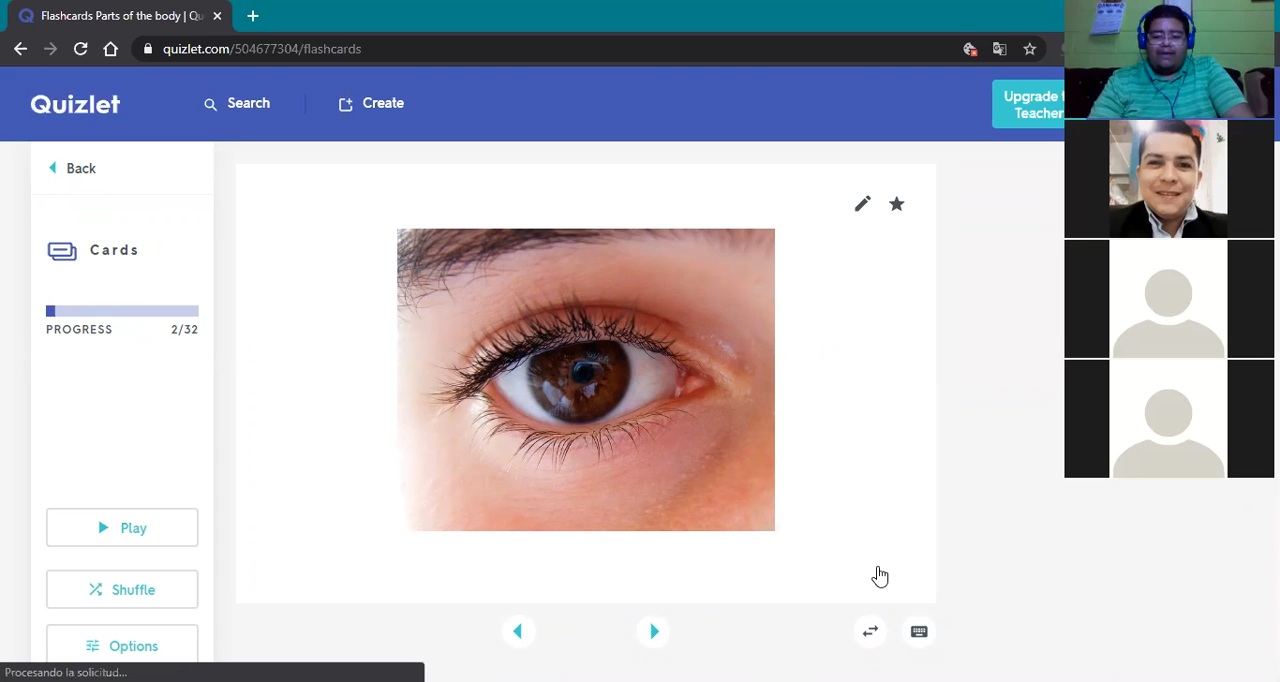 Flashcards Parts of the body | Qu
quizlet.com/504677304/flashcards
Quizlet
Search
Create
Upgrade
Teacher
Back
Cards
PROGRESS 2/32
Play
Shuffle
Options
Procesando la solicitud...